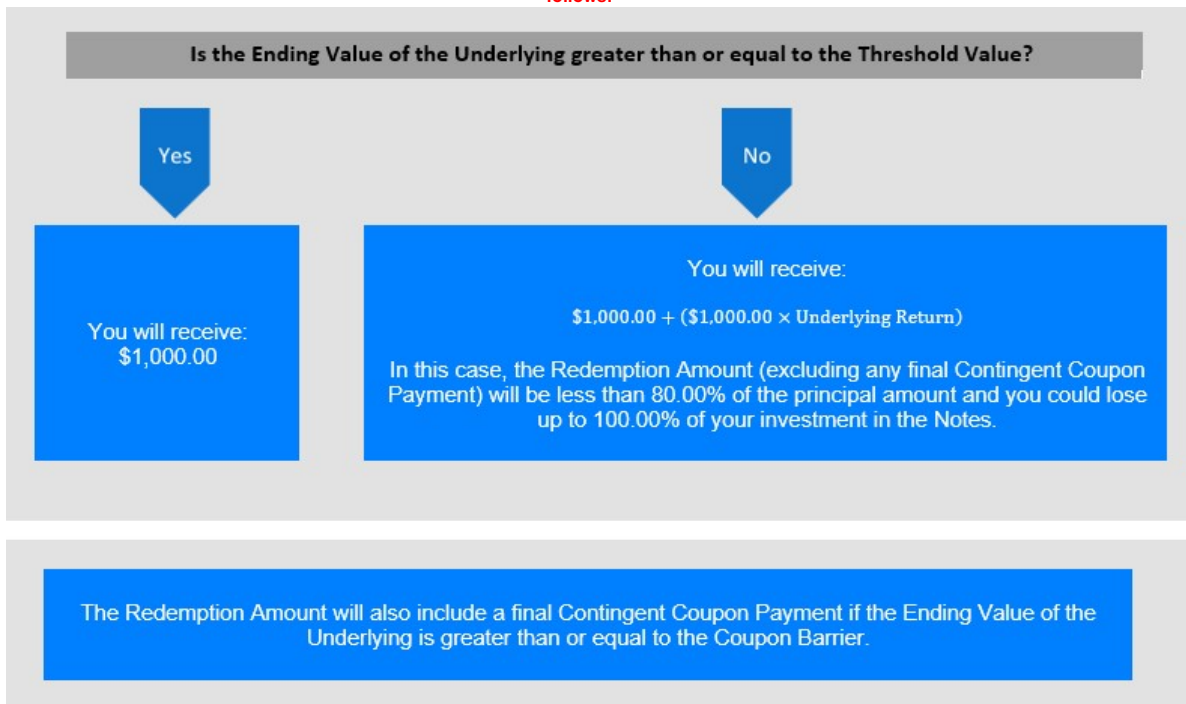 Is the Ending Value of the Underlying greater than or equal to the Threshold Value?
Yes
No
You will receive:
$1,000.00
You will receive:
$1,000.00 + ($1,000.00 × Underlying Return)
In this case, the Redemption Amount (excluding any final Contingent Coupon
Payment) will be less than 80.00% of the principal amount and you could lose
up to 100.00% of your investment in the Notes.
The Redemption Amount will also include a final Contingent Coupon Payment if the Ending Value of the
Underlying is greater than or equal to the Coupon Barrier.